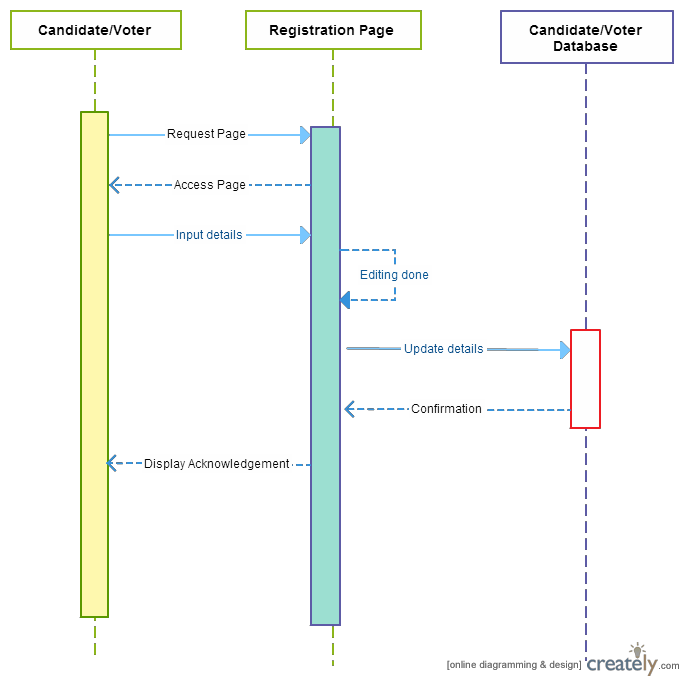 Candidate/Voter
Registration Page
Candidate/Voter
Database
Request Page
Access Page
Input details
Editing done
Update details
Confirmation
Display Acknowledgement
[online diagramming & design] creately.com